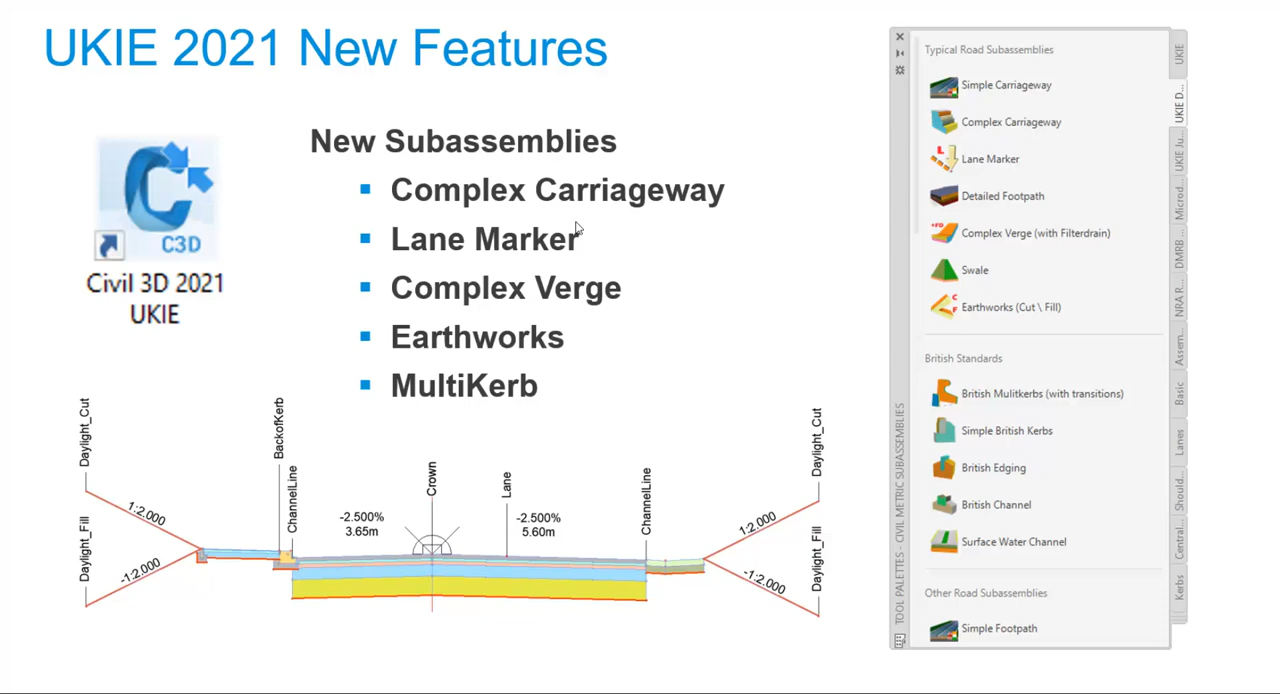 UKIE 2021 New Features
C3D
Civil 3D 2021
UKIE
New Subassemblies
Complex Carriageway
Lane Marker
Complex Verge
Earthworks
MultiKerb
Daylight_Cut
Daylight_Fill
1:2.000
-1:2.000
BackofKerb
ChannelLine
-2.500%
3.65m
Crown
Lane
-2.500%
5.60m
ChannelLine
1:2.000
-1:2.000
Daylight_Cut
Daylight_Fill
TOOL PALETTES - CIVIL METRIC SUBASSEMBLIES
Typical Road Subassemblies
Simple Carriageway
Complex Carriageway
Lane Marker
Detailed Footpath
Complex Verge (with Filterdrain)
Swale
Earthworks (Cut \ Fill)
British Standards
British Mulitkerbs (with transitions)
Simple British Kerbs
British Edging
British Channel
Surface Water Channel
Other Road Subassemblies
Simple Footpath
UKIE
UKIE D...
UKIE Ju...
Microd...
DMRB ...
NRA R...
Assem...
Basic
Lanes
Should...
Central...
Kerbs